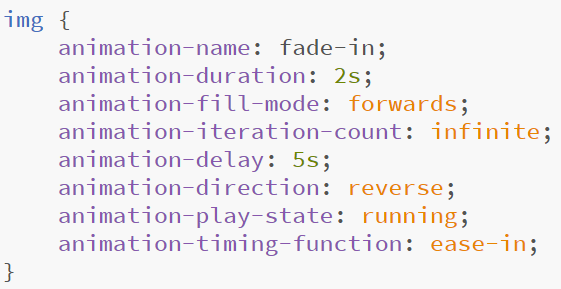 img {
    animation-name: fade-in;
    animation-duration: 2s;
    animation-fill-mode: forwards;
    animation-iteration-count: infinite;
    animation-delay: 5s;
    animation-direction: reverse;
    animation-play-state: running;
    animation-timing-function: ease-in;
}